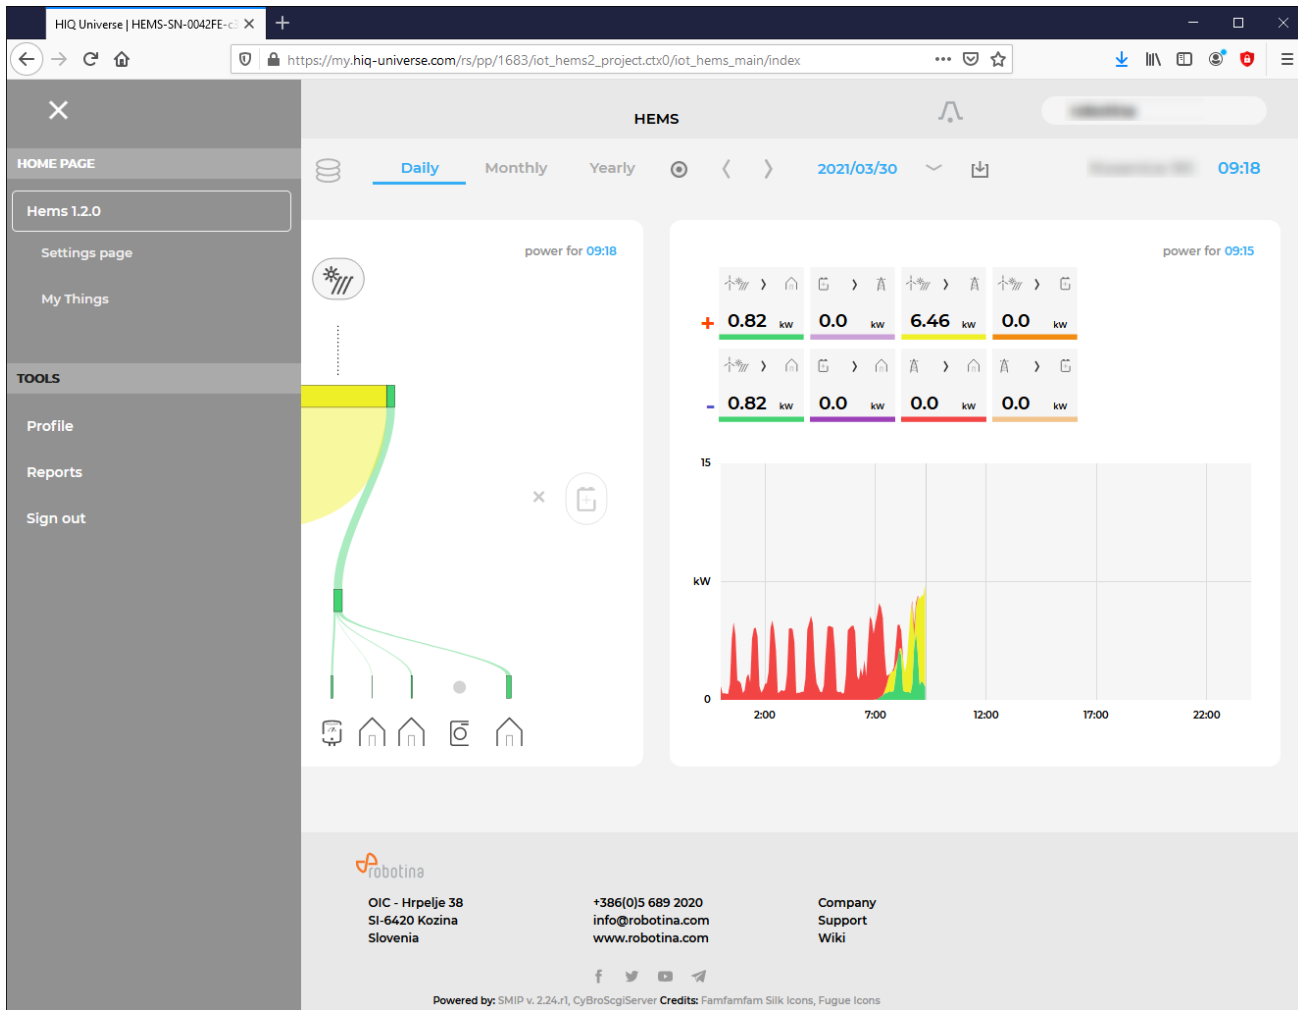 HIQ Universe | HEMS-SN-0042FE-c
https://my.hiq-universe.com/rs/pp/1683/iot_hems2_project.ctx0/iot_hems_main/index
HEMS
HOME PAGE
Hems 1.2.0
Settings page
My Things
TOOLS
Profile
Reports
Sign out
Daily Monthly Yearly 2021/03/30 09:18
power for 09:18
power for 09:15
+ 0.82 kW 0.0 kW 6.46 kW 0.0 kW
- 0.82 kW 0.0 kW 0.0 kW 0.0 kW
15
kW
0
2:00 7:00 12:00 17:00 22:00
robotina
OIC - Hrpelje 38
SI-6420 Kozina
Slovenia
+386(0)5 689 2020
info@robotina.com
www.robotina.com
Company
Support
Wiki
Powered by: SMIP v. 2.24.r1, CyBroScgiServer Credits: Famfamfam Silk Icons, Fugue Icons